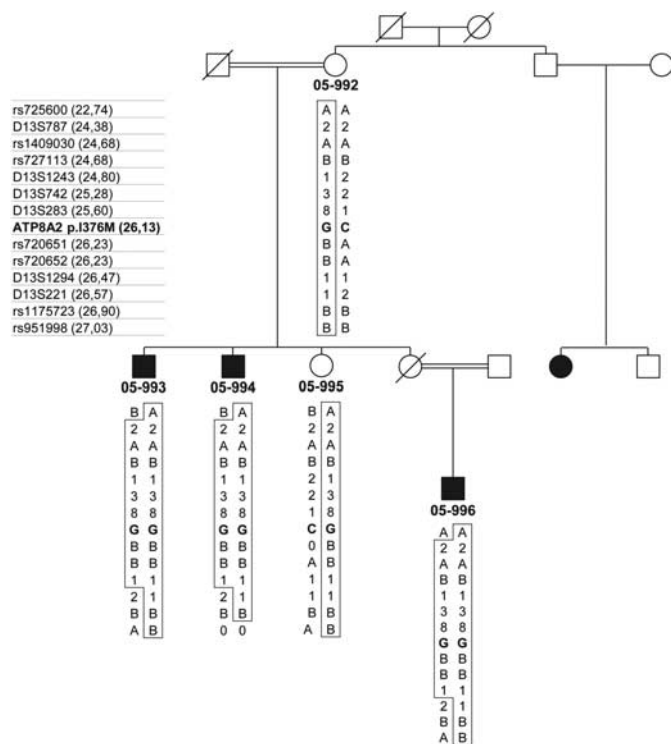 05-992
rs725600 (22,74) A A
D13S787 (24,38) 2 2
rs1409030 (24,68) A A
rs727113 (24,68) B B
D13S1243 (24,80) 1 2
D13S742 (25,28) 3 2
D13S283 (25,60) 8 1
ATP8A2 p.I376M (26,13) G C
rs720651 (26,23) B A
rs720652 (26,23) B A
D13S1294 (26,47) 1 1
D13S221 (26,57) 1 2
rs1175723 (26,90) B B
rs951998 (27,03) B B
05-993 05-994 05-995
B A B A B A
2 2 2 2 2 2
A A A A A A
B B B B B B
1 1 1 1 2 1
3 3 3 3 2 3
8 8 8 8 1 8
G G G G C G
B B B B 0 B
B B B B A B
1 1 1 1 1 1
2 1 2 1 1 1
B B B B B B
A B 0 0 A B
05-996
A A
2 2
A A
B B
1 1
3 3
8 8
G G
B B
B B
1 1
2 1
B B
A B